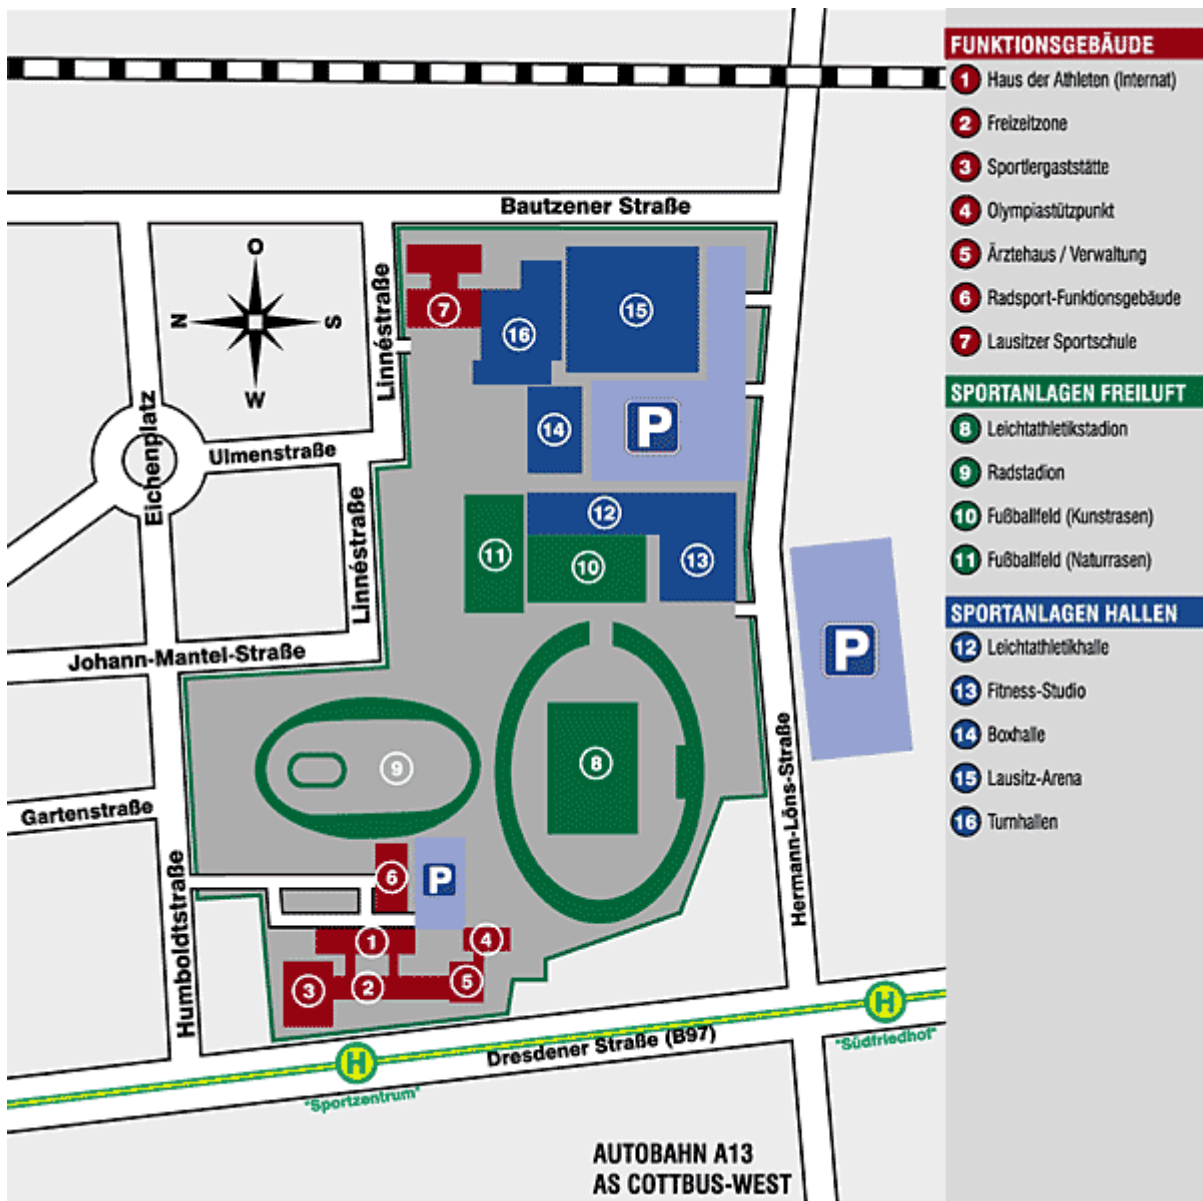 Bautzener Straße
O
N
S
W
Linnéstraße
Eichenplatz
Ulmenstraße
Linnéstraße
Johann-Mantel-Straße
Gartenstraße
Humboldtstraße
Hermann-Löns-Straße
Dresdener Straße (B97)
7
16
15
14
P
12
11
10
13
P
8
9
6
P
1
4
3
2
5
H
"Sportzentrum"
H
"Südfriedhof"
AUTOBAHN A13
AS COTTBUS-WEST
FUNKTIONSGEBÄUDE
1 Haus der Athleten (Internat)
2 Freizeitzone
3 Sportlergaststätte
4 Olympiastützpunkt
5 Ärztehaus / Verwaltung
6 Radsport-Funktionsgebäude
7 Lausitzer Sportschule
SPORTANLAGEN FREILUFT
8 Leichtathletikstadion
9 Radstadion
10 Fußballfeld (Kunstrasen)
11 Fußballfeld (Naturrasen)
SPORTANLAGEN HALLEN
12 Leichtathletikhalle
13 Fitness-Studio
14 Boxhalle
15 Lausitz-Arena
16 Turnhallen